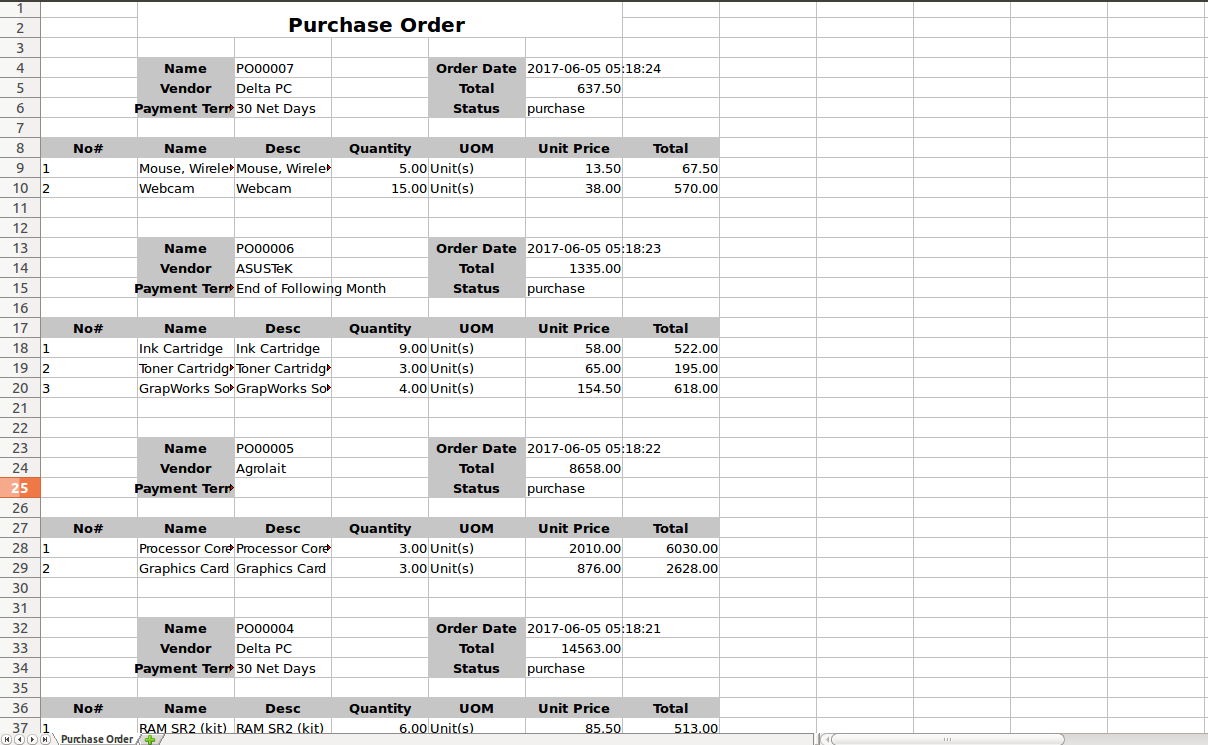 1
2 Purchase Order
3
4 Name PO00007 Order Date 2017-06-05 05:18:24
5 Vendor Delta PC Total 637.50
6 Payment Terr 30 Net Days Status purchase
7
8 No# Name Desc Quantity UOM Unit Price Total
9 1 Mouse, Wirele Mouse, Wirele 5.00 Unit(s) 13.50 67.50
10 2 Webcam Webcam 15.00 Unit(s) 38.00 570.00
11
12
13 Name PO00006 Order Date 2017-06-05 05:18:23
14 Vendor ASUSTeK Total 1335.00
15 Payment Terr End of Following Month Status purchase
16
17 No# Name Desc Quantity UOM Unit Price Total
18 1 Ink Cartridge Ink Cartridge 9.00 Unit(s) 58.00 522.00
19 2 Toner Cartridg Toner Cartridg 3.00 Unit(s) 65.00 195.00
20 3 GrapWorks So GrapWorks So 4.00 Unit(s) 154.50 618.00
21
22
23 Name PO00005 Order Date 2017-06-05 05:18:22
24 Vendor Agrolait Total 8658.00
25 Payment Terr Status purchase
26
27 No# Name Desc Quantity UOM Unit Price Total
28 1 Processor Core Processor Core 3.00 Unit(s) 2010.00 6030.00
29 2 Graphics Card Graphics Card 3.00 Unit(s) 876.00 2628.00
30
31
32 Name PO00004 Order Date 2017-06-05 05:18:21
33 Vendor Delta PC Total 14563.00
34 Payment Terr 30 Net Days Status purchase
35
36 No# Name Desc Quantity UOM Unit Price Total
37 1 RAM SR2 (kit) RAM SR2 (kit) 6.00 Unit(s) 85.50 513.00
Purchase Order